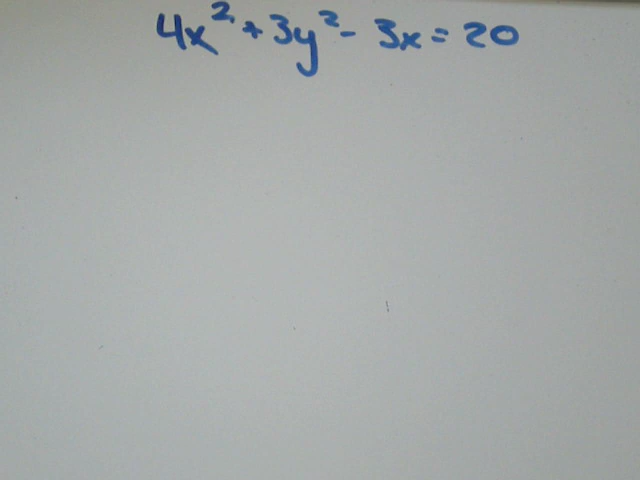 4x² + 3y² - 3x = 20